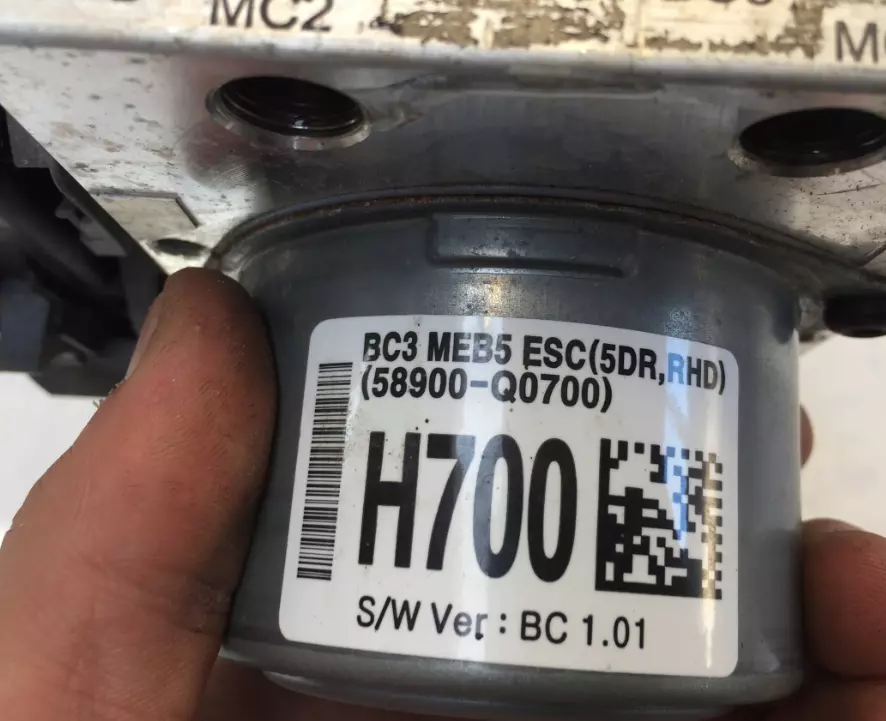 MC2
BC3 MEB5 ESC(5DR,RHD)
(58900-Q0700)
H700
S/W Ver : BC 1.01